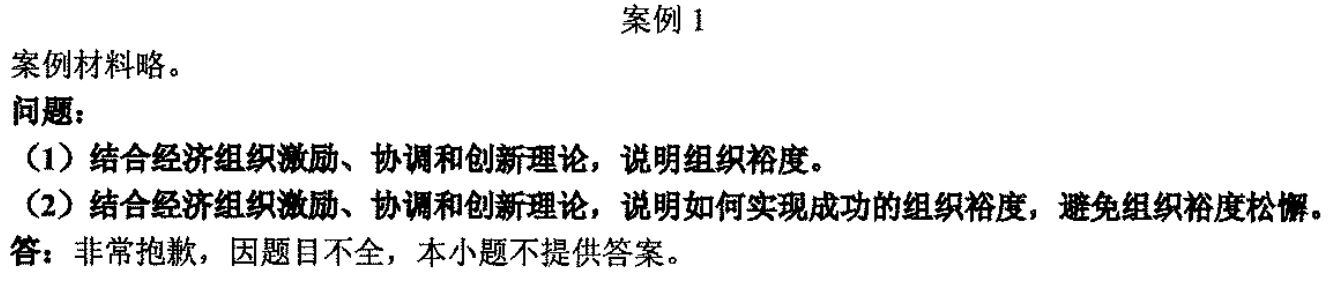 案例 1
案例材料略。
问题：
（1）结合经济组织激励、协调和创新理论，说明组织裕度。
（2）结合经济组织激励、协调和创新理论，说明如何实现成功的组织裕度，避免组织裕度松懈。
答：非常抱歉，因题目不全，本小题不提供答案。